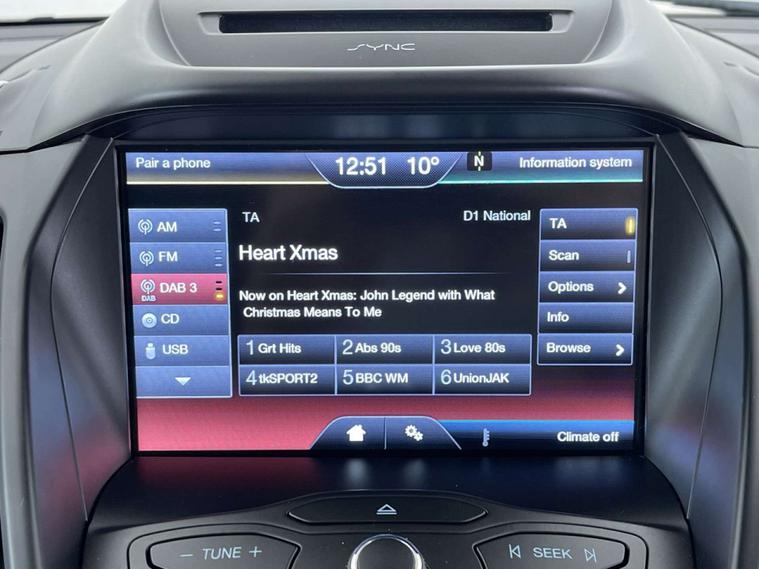 SYNC
Pair a phone
12:51 10°
N
Information system
AM
FM
DAB 3
DAB
CD
USB
TA
D1 National
Heart Xmas
Now on Heart Xmas: John Legend with What
Christmas Means To Me
1 Grt Hits
2 Abs 90s
3 Love 80s
4 tkSPORT2
5 BBC WM
6 UnionJAK
TA
Scan
Options
Info
Browse
Climate off
– TUNE +
SEEK